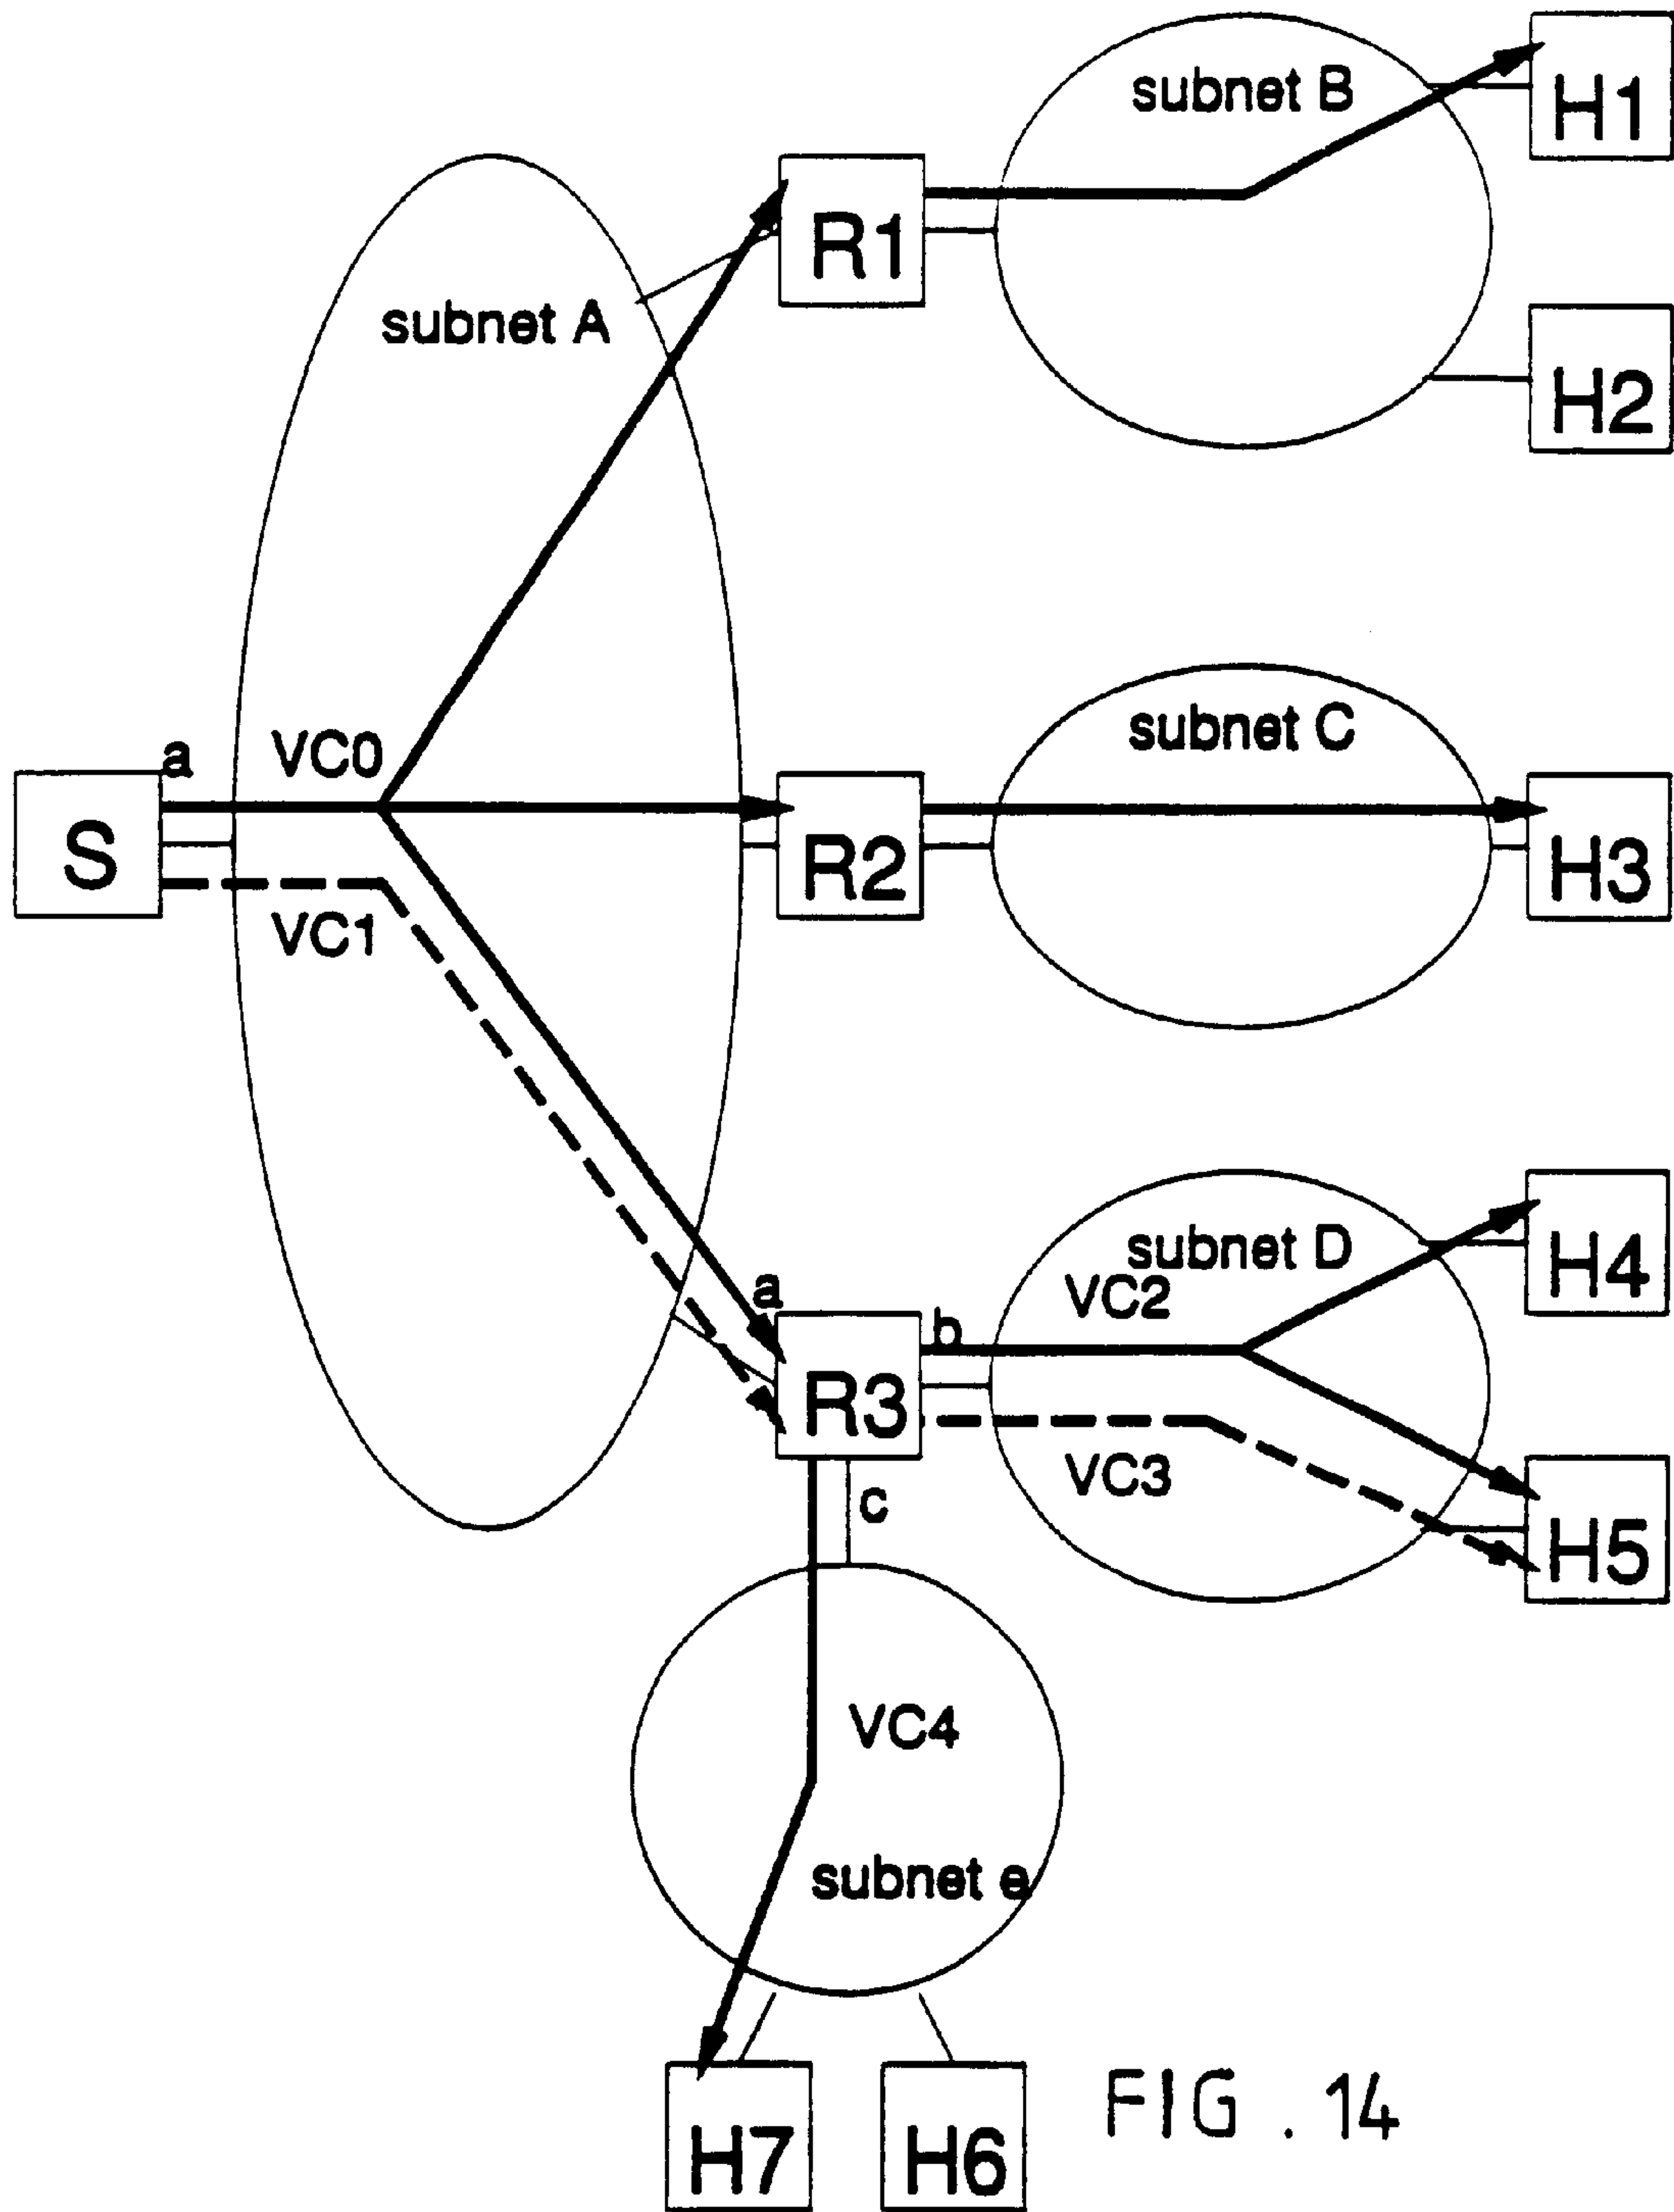 subnet B
H1
R1
subnet A
H2
subnet C
a
VC0
S
R2
H3
VC1
subnet D
H4
a
VC2
b
R3
VC3
c
H5
VC4
subnet e
H7
H6
FIG . 14